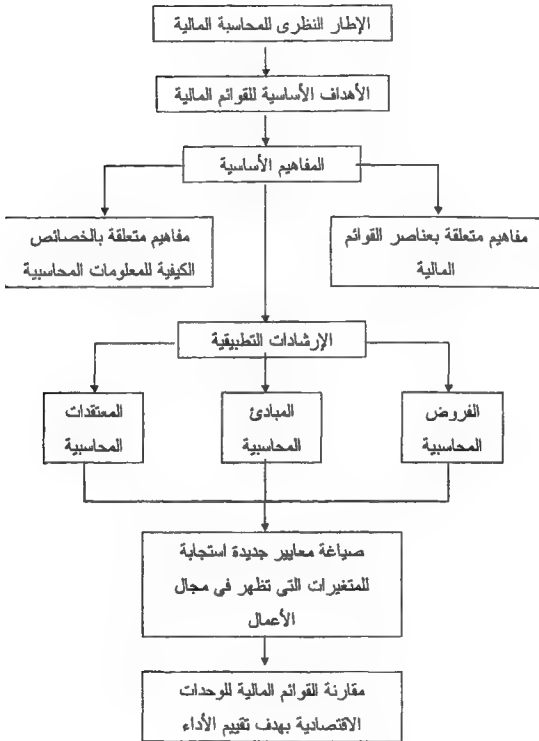 الإطار النظرى للمحاسبة المالية
الأهداف الأساسية للقوائم المالية
المفاهيم الأساسية
مفاهيم متعلقة بعناصر القوائم
المالية
مفاهيم متعلقة بالخصائص
الكيفية للمعلومات المحاسبية
الإرشادات التطبيقية
الفروض
المحاسبية
المبادئ
المحاسبية
المعتقدات
المحاسبية
صياغة معايير جديدة استجابة
للمتغيرات التى تظهر فى مجال
الأعمال
مقارنة القوائم المالية للوحدات
الاقتصادية بهدف تقييم الأداء